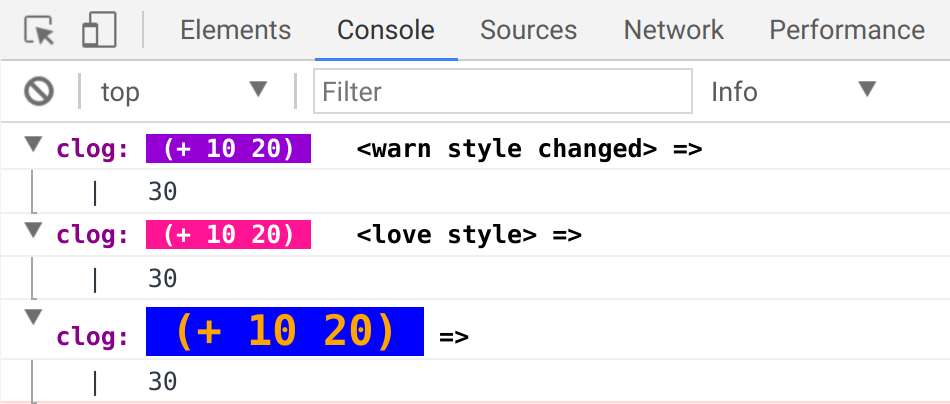 Elements Console Sources Network Performance
top Filter Info
clog: (+ 10 20) <warn style changed> =>
| 30
clog: (+ 10 20) <love style> =>
| 30
clog: (+ 10 20) =>
| 30